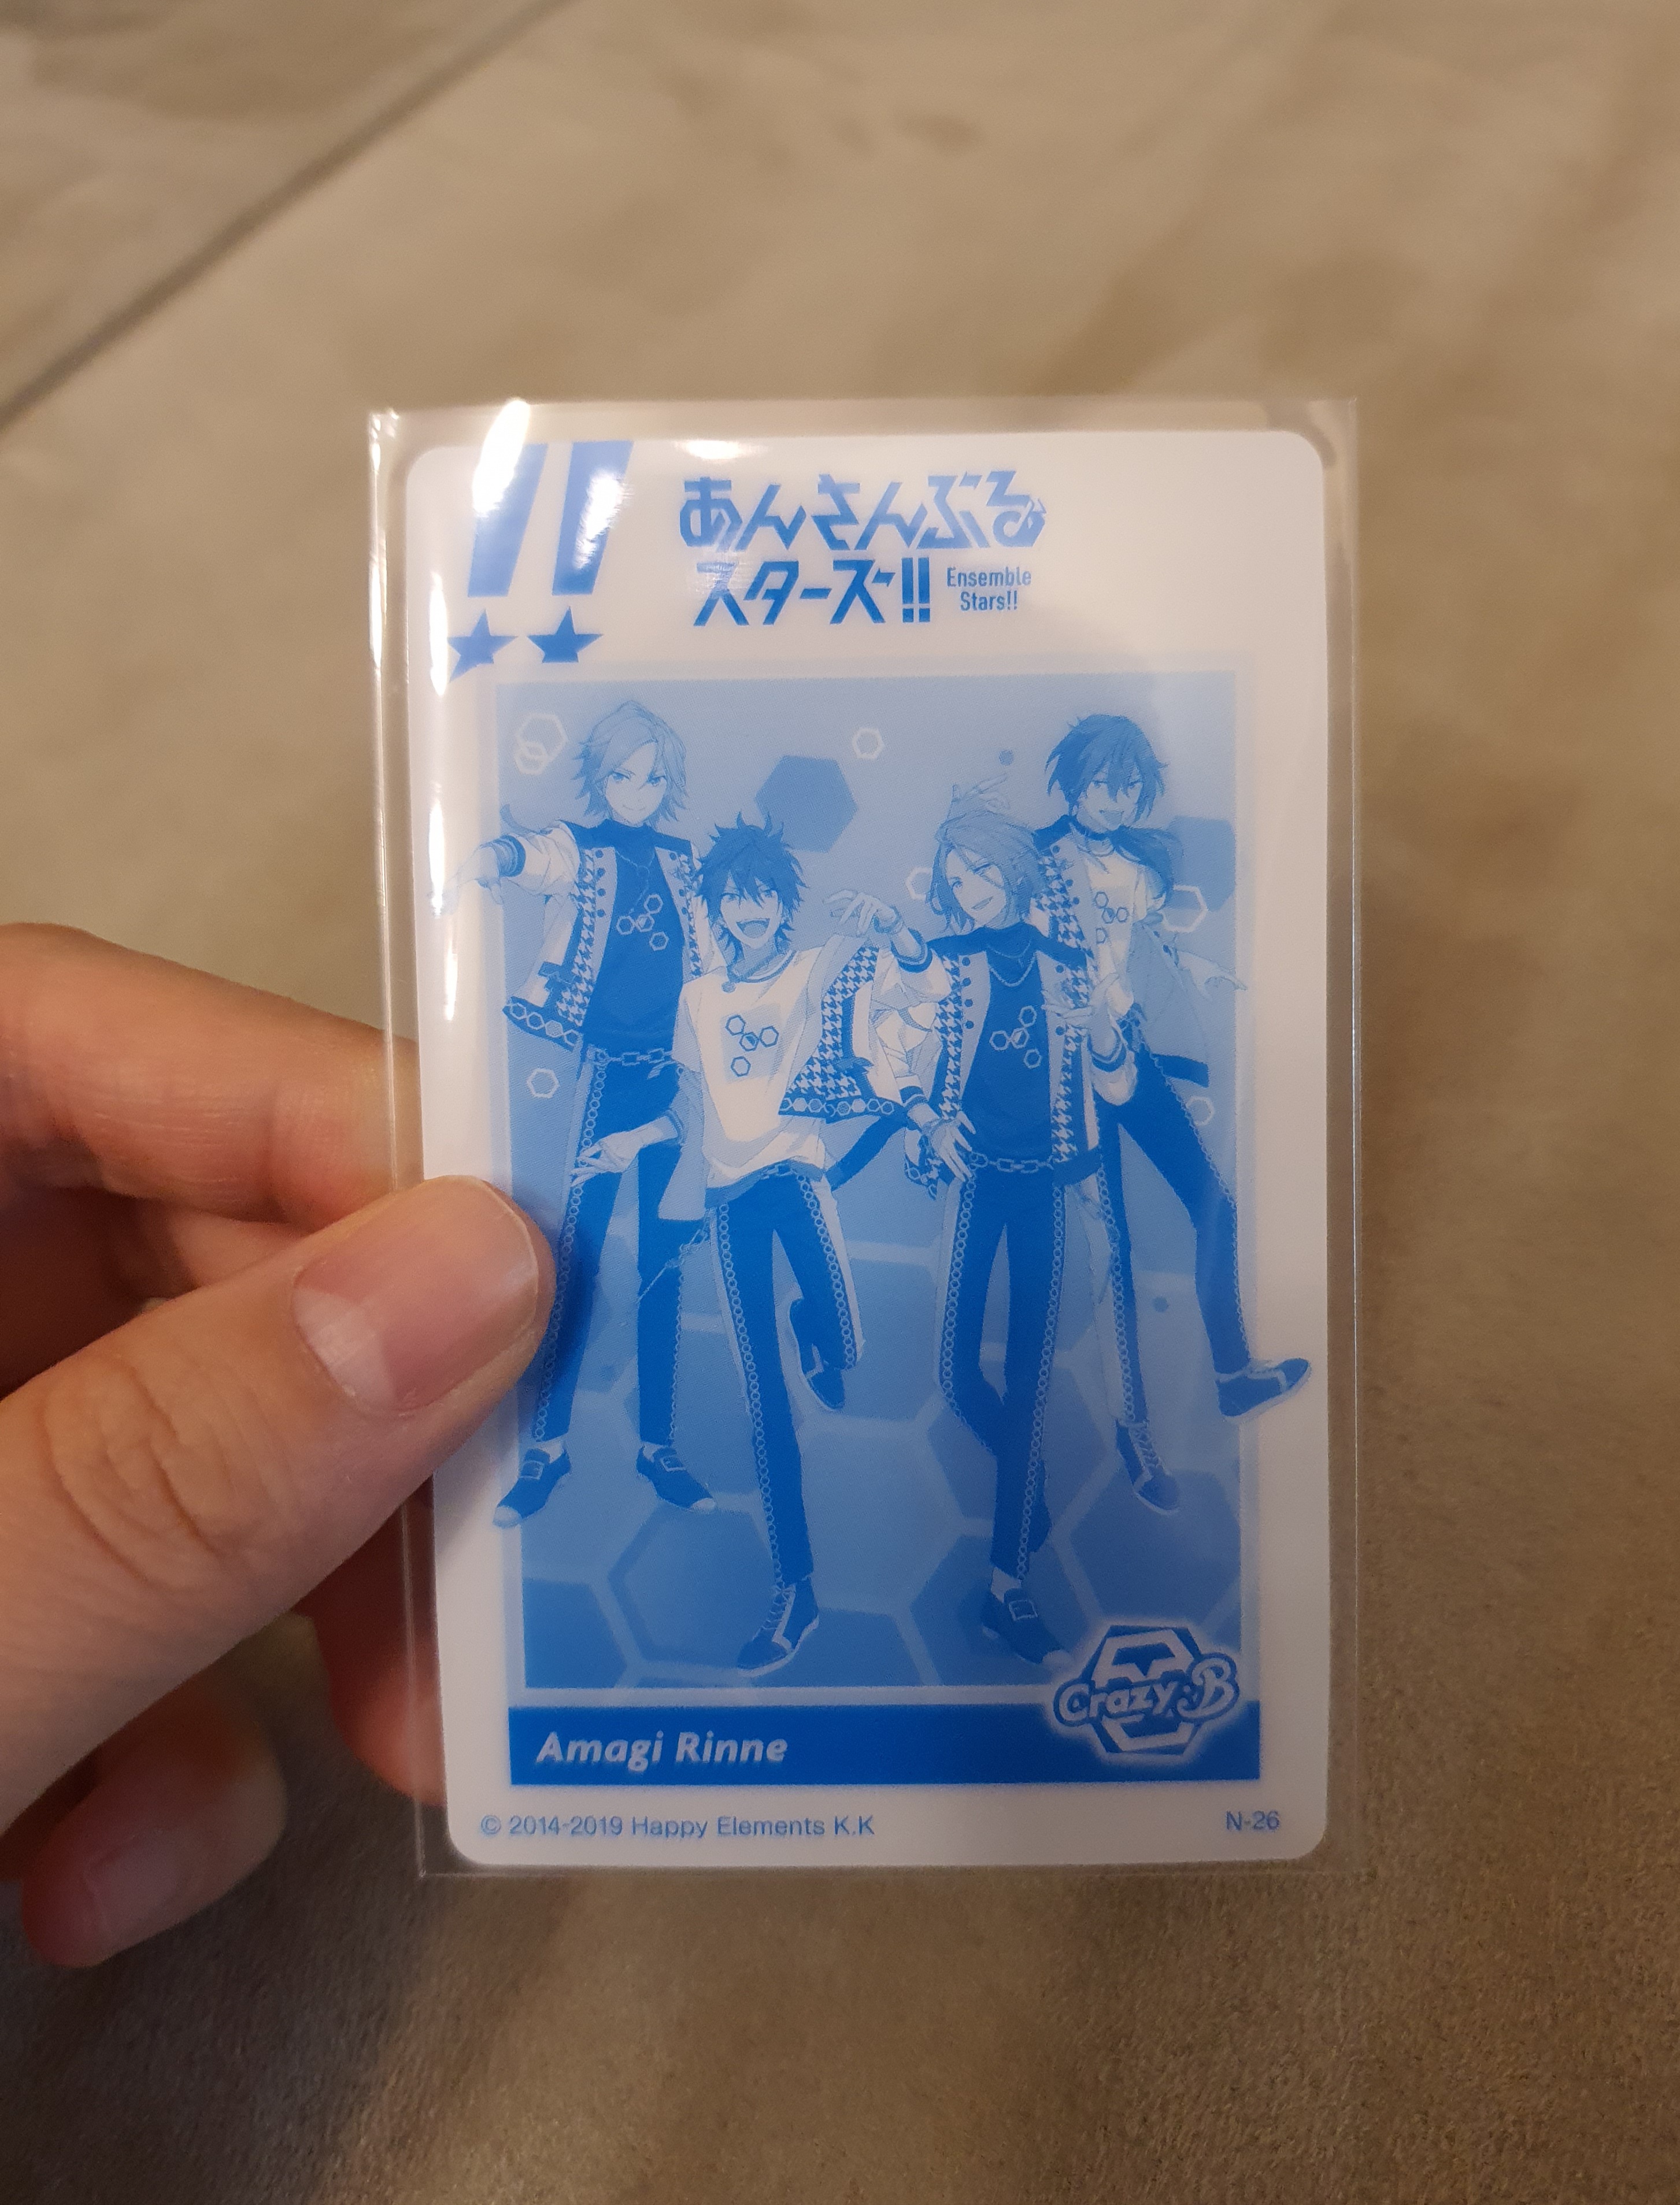 !!
あんさんぶる
スターズ!!
Ensemble
Stars!!
Crazy:B
Amagi Rinne
© 2014-2019 Happy Elements K.K
N-26